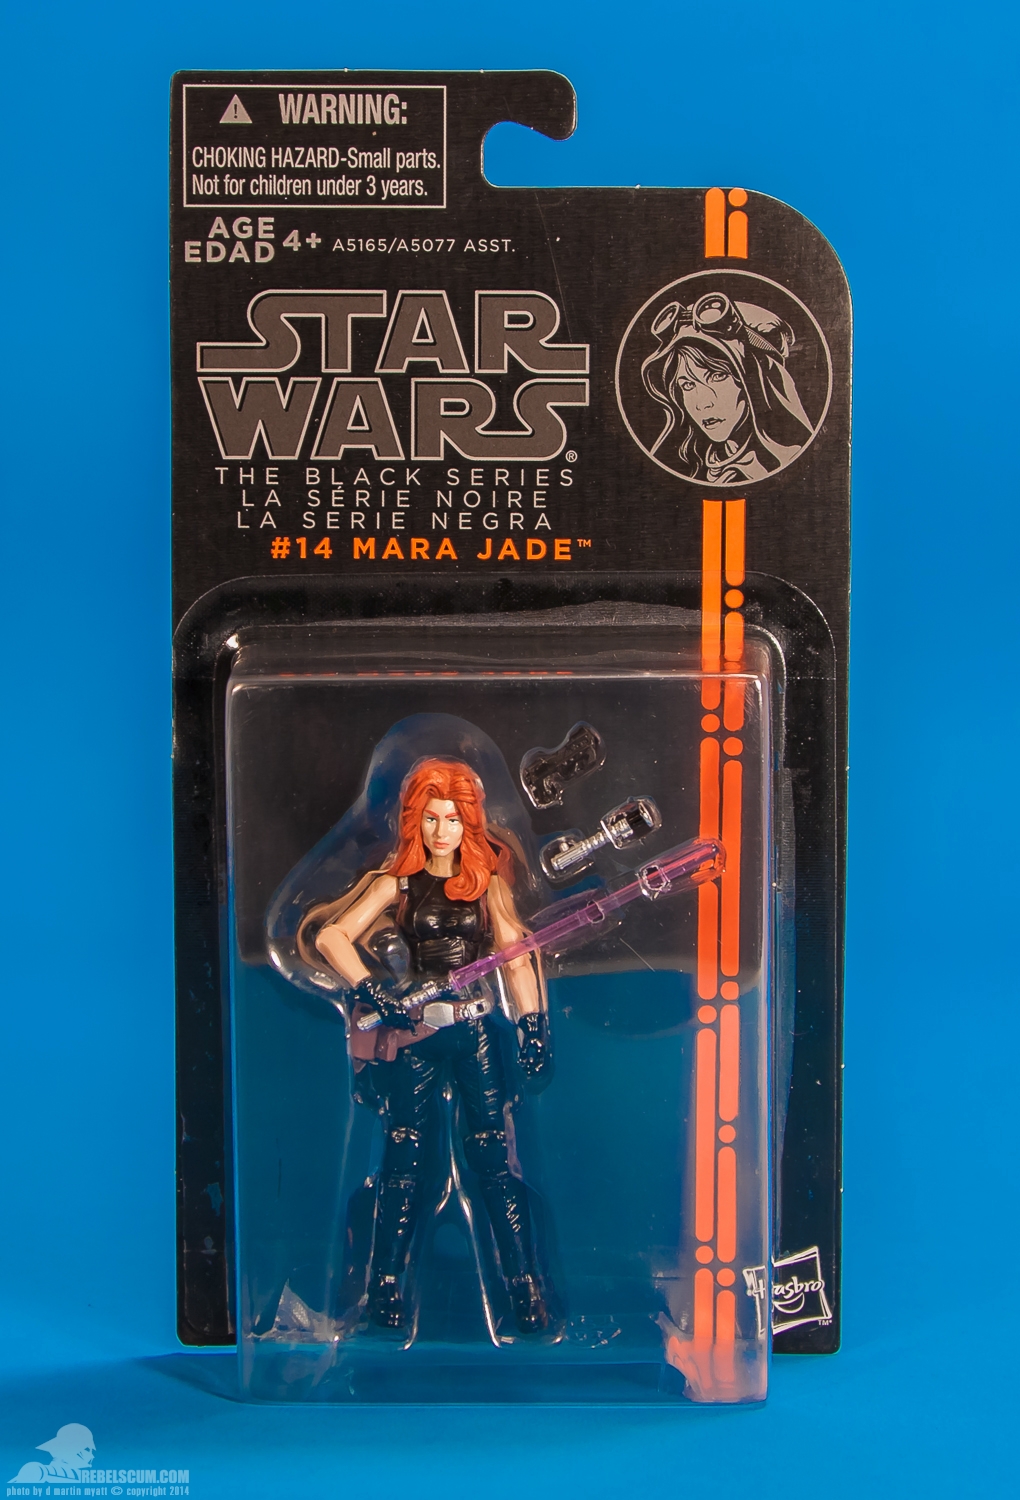 WARNING:
CHOKING HAZARD-Small parts.
Not for children under 3 years.
AGE
EDAD 4+ A5165/A5077 ASST.
STAR
WARS®
THE BLACK SERIES
LA SÉRIE NOIRE
LA SERIE NEGRA
#14 MARA JADE™
Hasbro
TM*
REBELSCUM.COM
photo by d martin myatt © copyright 2014